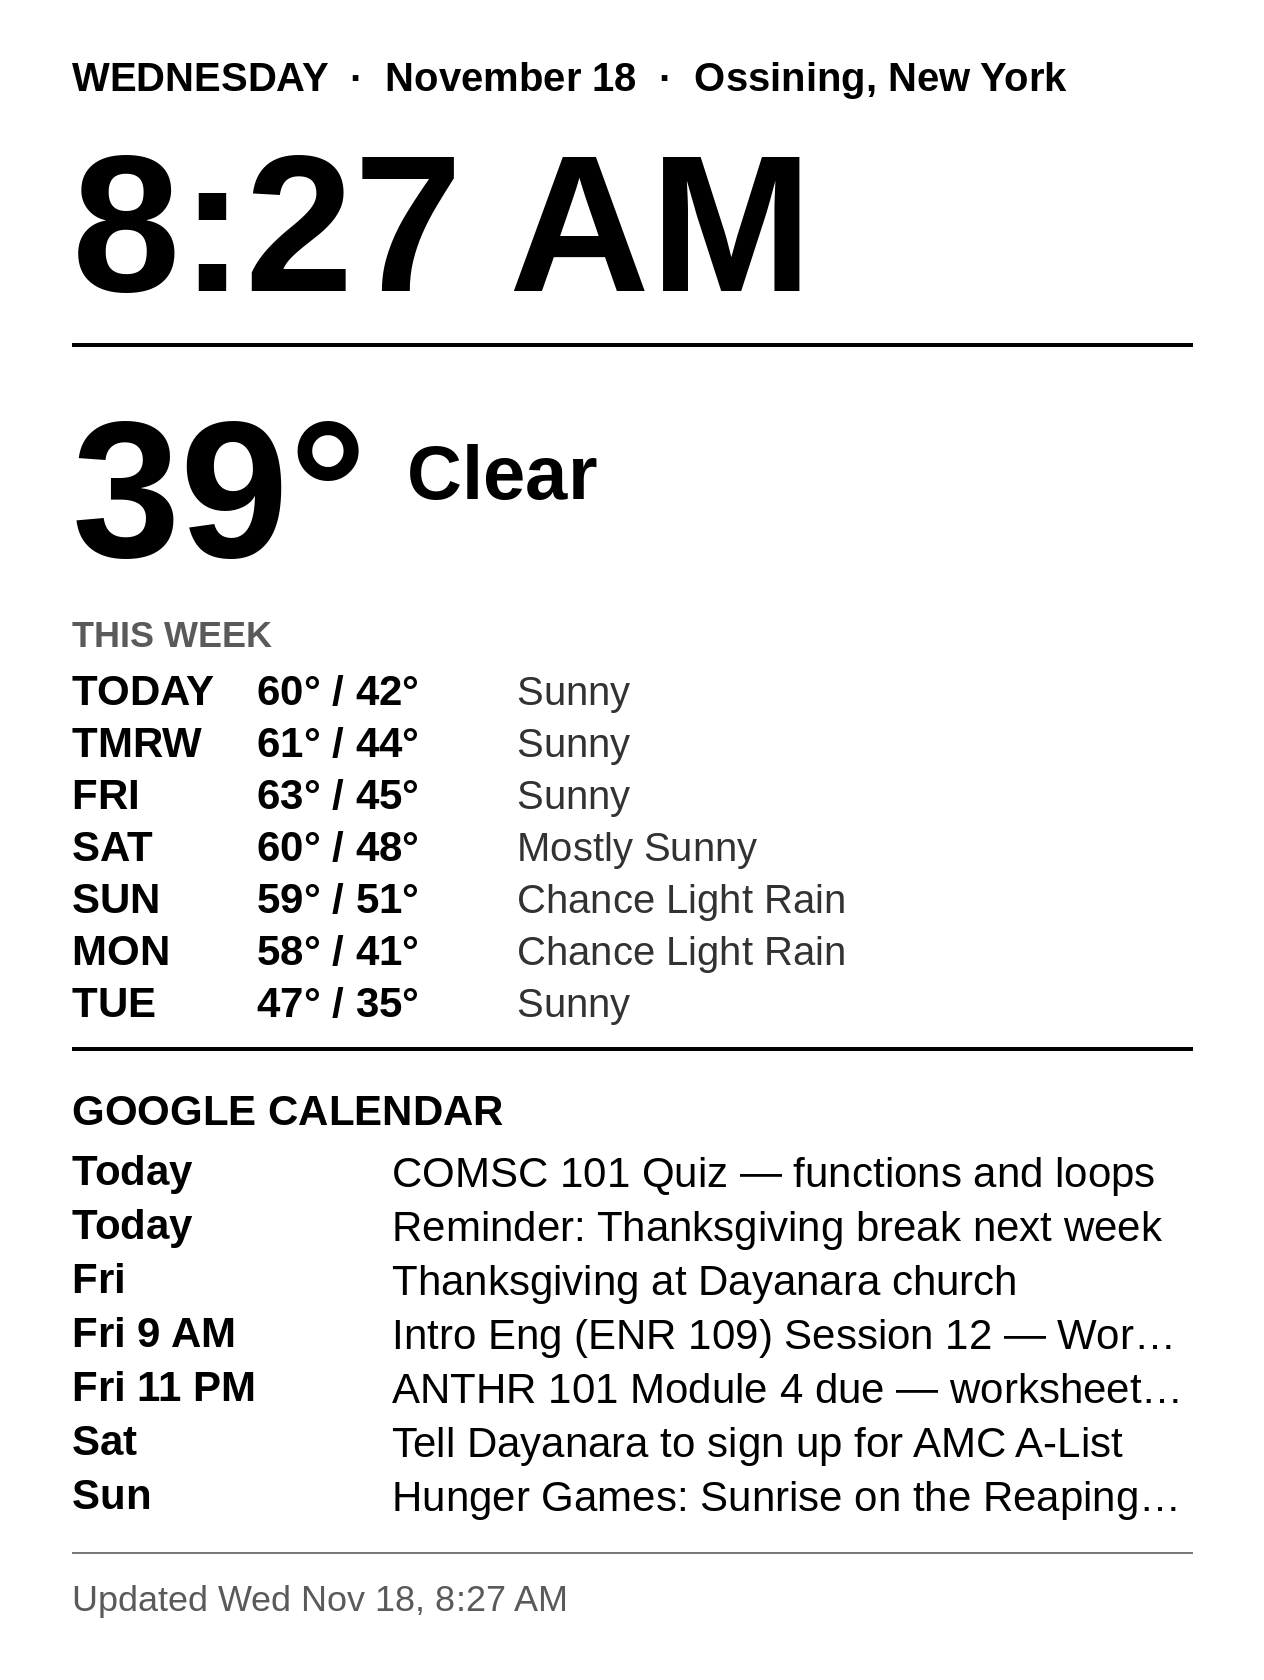 WEDNESDAY · November 18 · Ossining, New York
8:27 AM
39° Clear
THIS WEEK
TODAY 60° / 42° Sunny
TMRW 61° / 44° Sunny
FRI 63° / 45° Sunny
SAT 60° / 48° Mostly Sunny
SUN 59° / 51° Chance Light Rain
MON 58° / 41° Chance Light Rain
TUE 47° / 35° Sunny
GOOGLE CALENDAR
Today COMSC 101 Quiz — functions and loops
Today Reminder: Thanksgiving break next week
Fri Thanksgiving at Dayanara church
Fri 9 AM Intro Eng (ENR 109) Session 12 — Wor…
Fri 11 PM ANTHR 101 Module 4 due — worksheet…
Sat Tell Dayanara to sign up for AMC A-List
Sun Hunger Games: Sunrise on the Reaping…
Updated Wed Nov 18, 8:27 AM